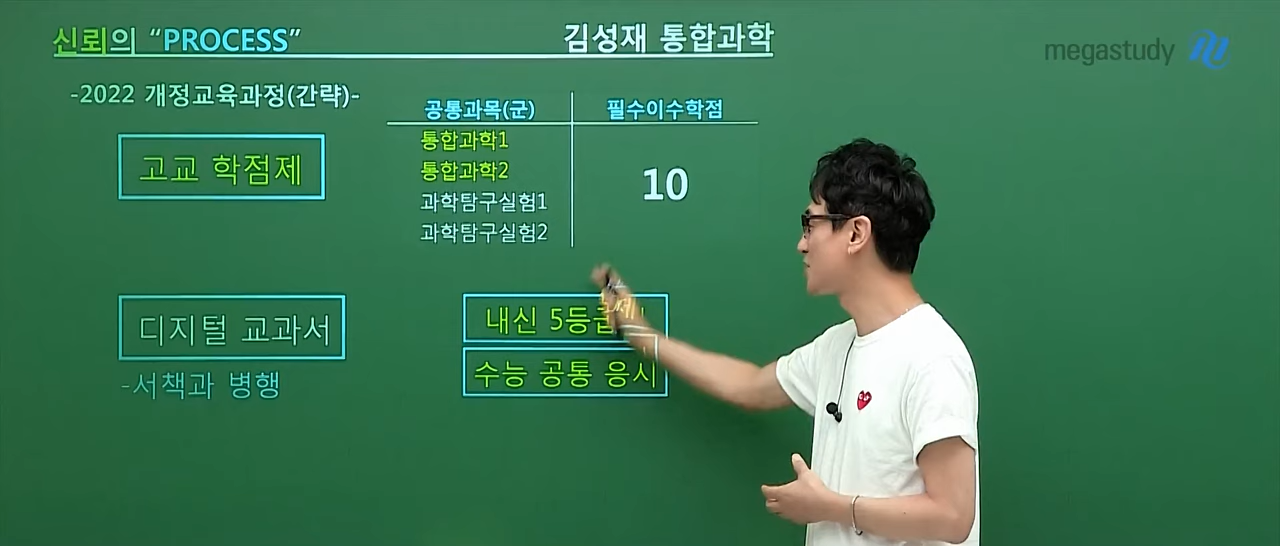 신뢰의 “PROCESS”
김성재 통합과학
megastudy
-2022 개정교육과정(간략)-
공통과목(군)
필수이수학점
고교 학점제
통합과학1
통합과학2
과학탐구실험1
과학탐구실험2
10
디지털 교과서
-서책과 병행
내신 5등급
수능 공통 응시